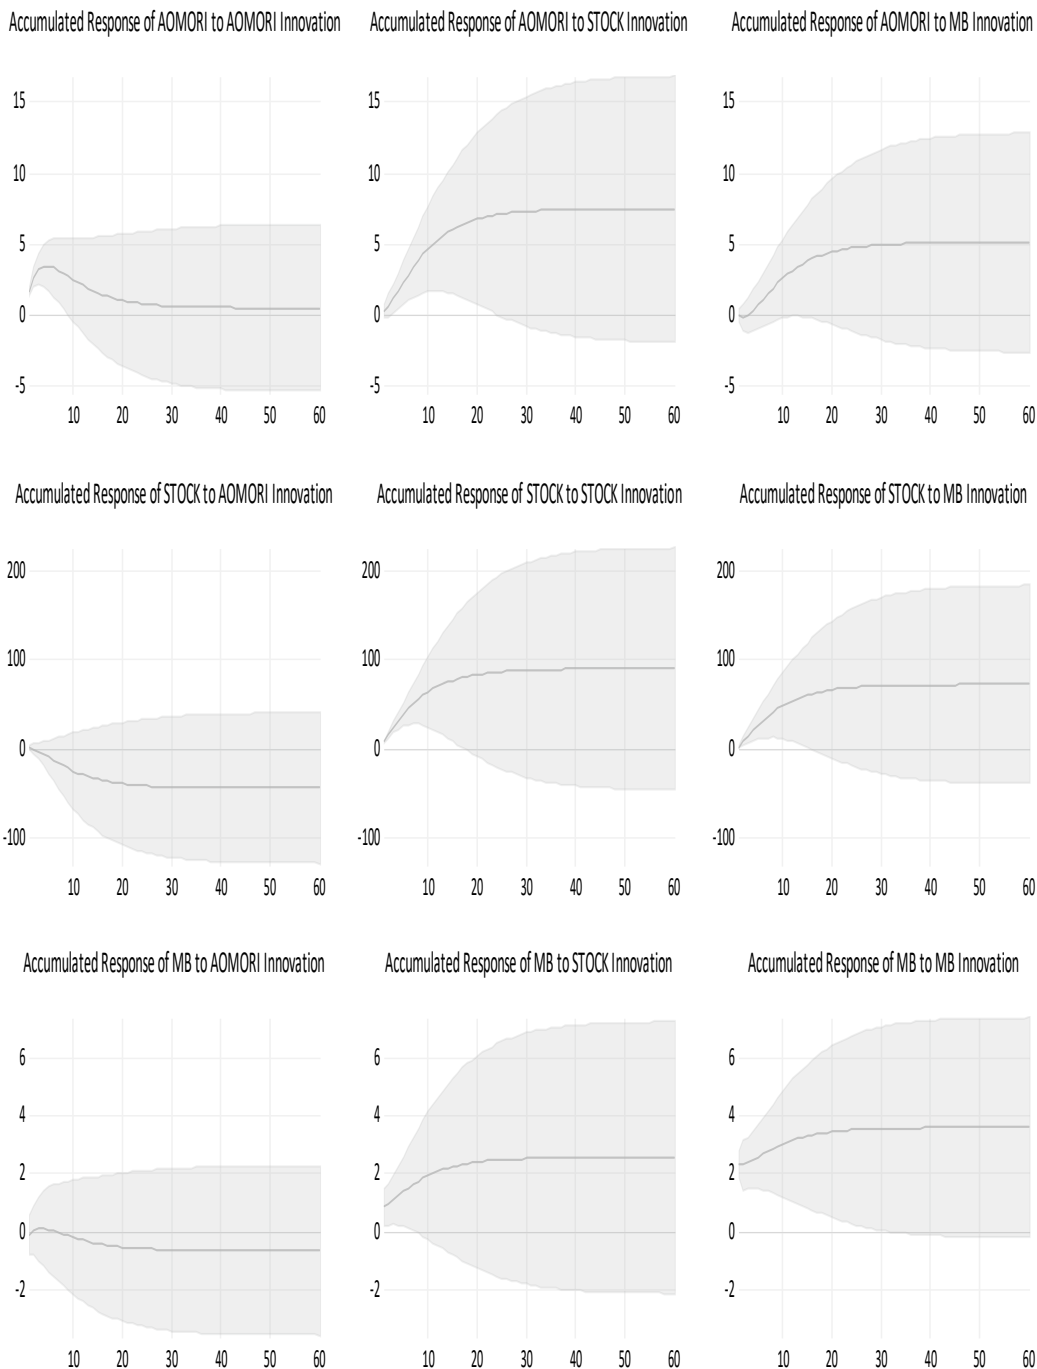 Accumulated Response of AOMORI to AOMORI Innovation
15
10
5
0
-5
10 20 30 40 50 60
Accumulated Response of AOMORI to STOCK Innovation
15
10
5
0
-5
10 20 30 40 50 60
Accumulated Response of AOMORI to MB Innovation
15
10
5
0
-5
10 20 30 40 50 60
Accumulated Response of STOCK to AOMORI Innovation
200
100
0
-100
10 20 30 40 50 60
Accumulated Response of STOCK to STOCK Innovation
200
100
0
-100
10 20 30 40 50 60
Accumulated Response of STOCK to MB Innovation
200
100
0
-100
10 20 30 40 50 60
Accumulated Response of MB to AOMORI Innovation
6
4
2
0
-2
10 20 30 40 50 60
Accumulated Response of MB to STOCK Innovation
6
4
2
0
-2
10 20 30 40 50 60
Accumulated Response of MB to MB Innovation
6
4
2
0
-2
10 20 30 40 50 60